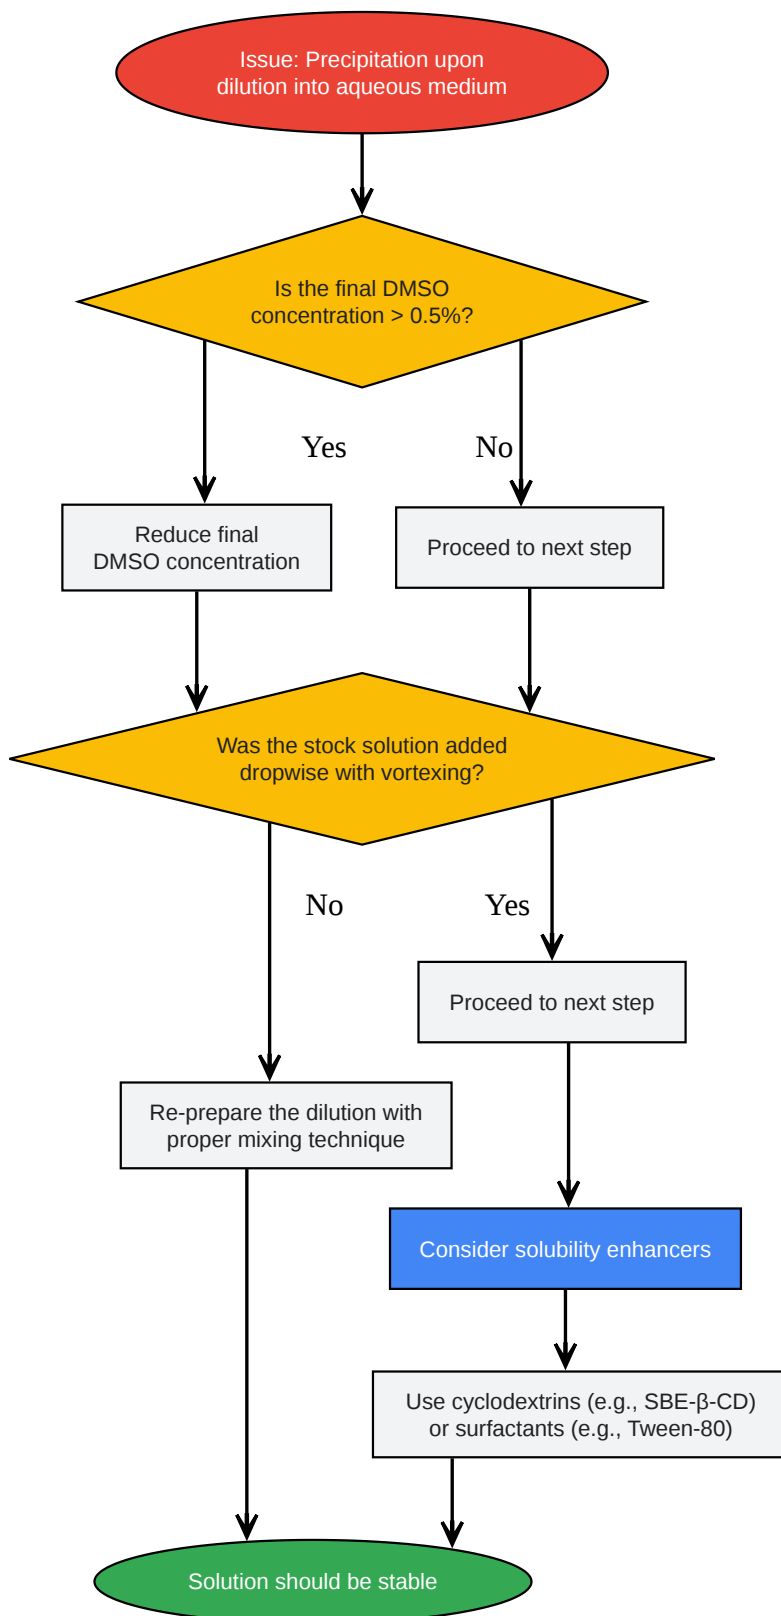 Issue: Precipitation upon
dilution into aqueous medium
Is the final DMSO
concentration > 0.5%?
Yes
No
Reduce final
DMSO concentration
Proceed to next step
Was the stock solution added
dropwise with vortexing?
No
Yes
Proceed to next step
Re-prepare the dilution with
proper mixing technique
Consider solubility enhancers
Use cyclodextrins (e.g., SBE-β-CD)
or surfactants (e.g., Tween-80)
Solution should be stable